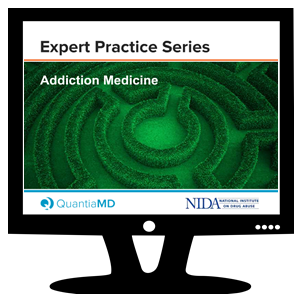 Expert Practice Series
Addiction Medicine
QuantiaMD
NIDA NATIONAL INSTITUTE
ON DRUG ABUSE